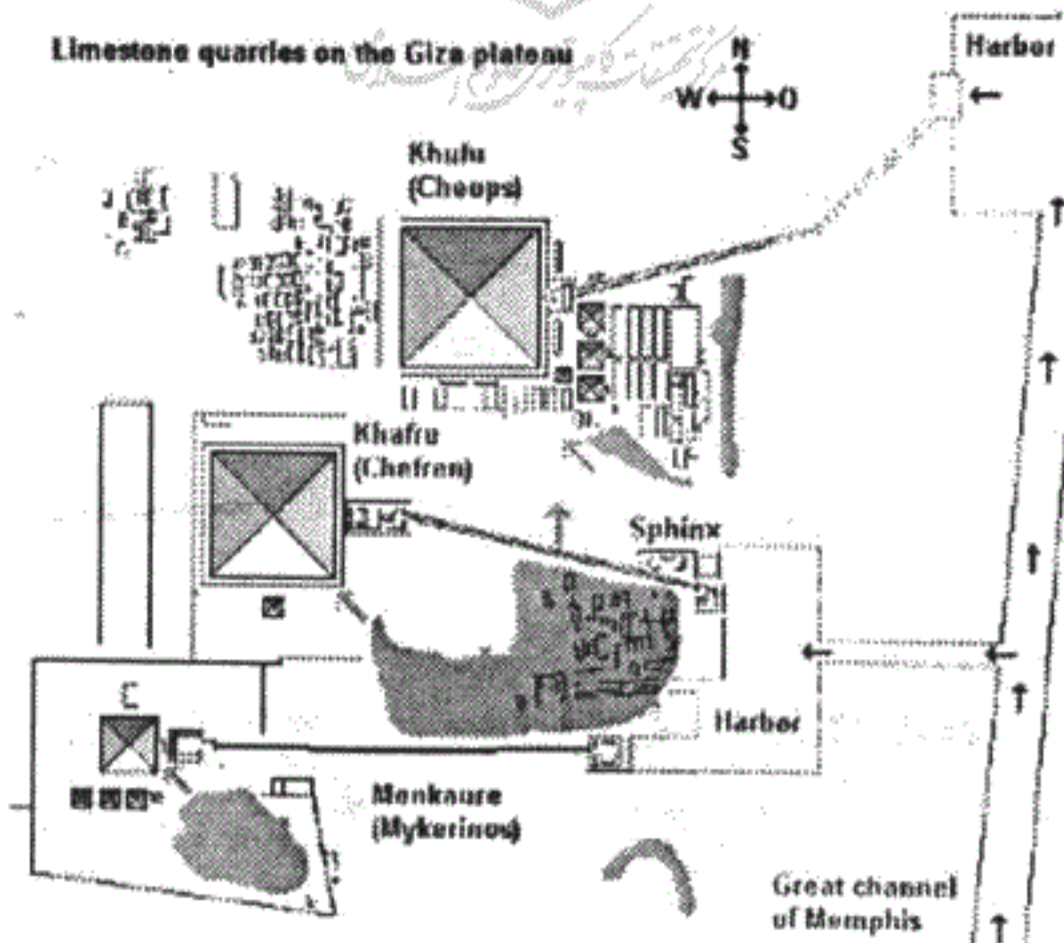 Limestone quarries on the Giza plateau
N
W O
S
Harbor
Khufu
(Cheops)
Khafre
(Chefren)
Sphinx
Harbor
Menkaure
(Mykerinos)
Great channel
of Memphis